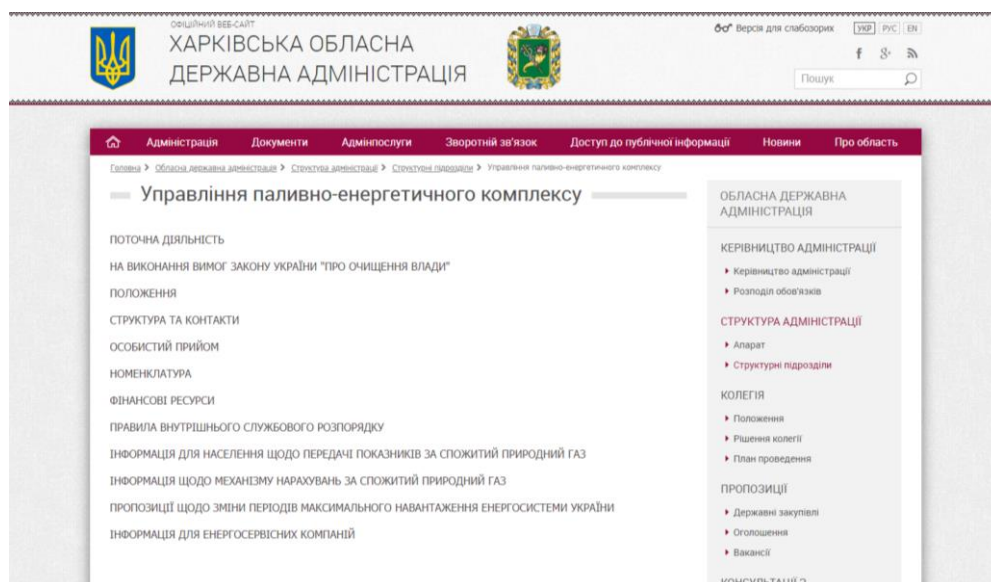 ОФІЦІЙНИЙ ВЕБ-САЙТ
ХАРКІВСЬКА ОБЛАСНА
ДЕРЖАВНА АДМІНІСТРАЦІЯ
Версія для слабозорих УКР РУС EN
Пошук
Адміністрація Документи Адмінпослуги Зворотній зв'язок Доступ до публічної інформації Новини Про область
Головна Обласна державна адміністрація Структура адміністрації Структурні підрозділи Управління паливно-енергетичного комплексу
Управління паливно-енергетичного комплексу
ПОТОЧНА ДІЯЛЬНІСТЬ
НА ВИКОНАННЯ ВИМОГ ЗАКОНУ УКРАЇНИ "ПРО ОЧИЩЕННЯ ВЛАДИ"
ПОЛОЖЕННЯ
СТРУКТУРА ТА КОНТАКТИ
ОСОБИСТИЙ ПРИЙОМ
НОМЕНКЛАТУРА
ФІНАНСОВІ РЕСУРСИ
ПРАВИЛА ВНУТРІШНЬОГО СЛУЖБОВОГО РОЗПОРЯДКУ
ІНФОРМАЦІЯ ДЛЯ НАСЕЛЕННЯ ЩОДО ПЕРЕДАЧІ ПОКАЗНИКІВ ЗА СПОЖИТИЙ ПРИРОДНИЙ ГАЗ
ІНФОРМАЦІЯ ЩОДО МЕХАНІЗМУ НАРАХУВАНЬ ЗА СПОЖИТИЙ ПРИРОДНИЙ ГАЗ
ПРОПОЗИЦІЇ ЩОДО ЗМІНИ ПЕРІОДІВ МАКСИМАЛЬНОГО НАВАНТАЖЕННЯ ЕНЕРГОСИСТЕМИ УКРАЇНИ
ІНФОРМАЦІЯ ДЛЯ ЕНЕРГОСЕРВІСНИХ КОМПАНІЙ
ОБЛАСНА ДЕРЖАВНА
АДМІНІСТРАЦІЯ
КЕРІВНИЦТВО АДМІНІСТРАЦІЇ
Керівництво адміністрації
Розподіл обов'язків
СТРУКТУРА АДМІНІСТРАЦІЇ
Апарат
Структурні підрозділи
КОЛЕГІЯ
Положення
Рішення колегії
План проведення
ПРОПОЗИЦІЇ
Державні закупівлі
Оголошення
Вакансії
КОНСУЛЬТАЦІЇ З